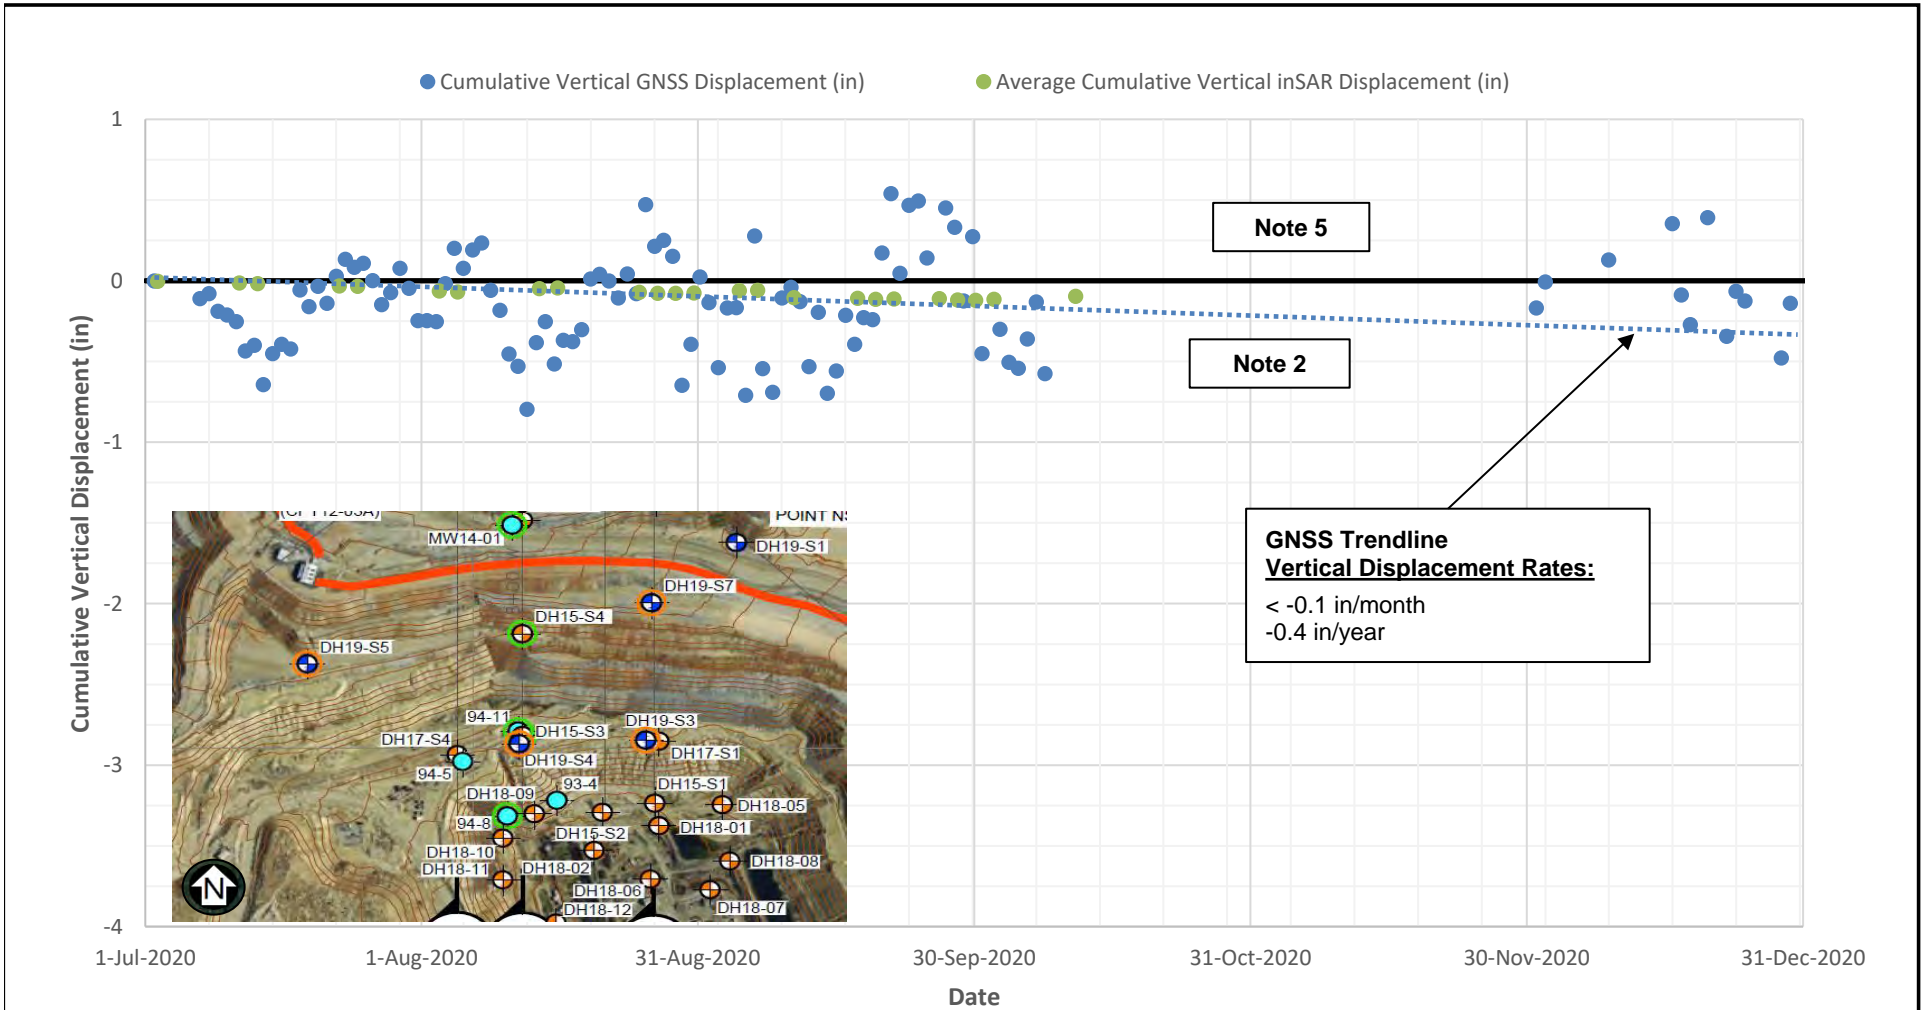 Cumulative Vertical GNSS Displacement (in)
Average Cumulative Vertical inSAR Displacement (in)
Cumulative Vertical Displacement (in)
1
0
-1
-2
-3
-4
Note 5
Note 2
GNSS Trendline
Vertical Displacement Rates:
< -0.1 in/month
-0.4 in/year
MW14-01
POINT
DH19-S1
DH19-S7
DH15-S4
DH19-S5
94-11
DH15-S3
DH19-S3
DH17-S4
DH17-S1
DH19-S4
94-5
93-4
DH15-S1
DH18-09
DH18-05
94-8
DH15-S2
DH18-01
DH18-10
DH18-11
DH18-02
DH18-08
DH18-06
DH18-07
DH18-12
N
1-Jul-2020
1-Aug-2020
31-Aug-2020
30-Sep-2020
31-Oct-2020
30-Nov-2020
31-Dec-2020
Date